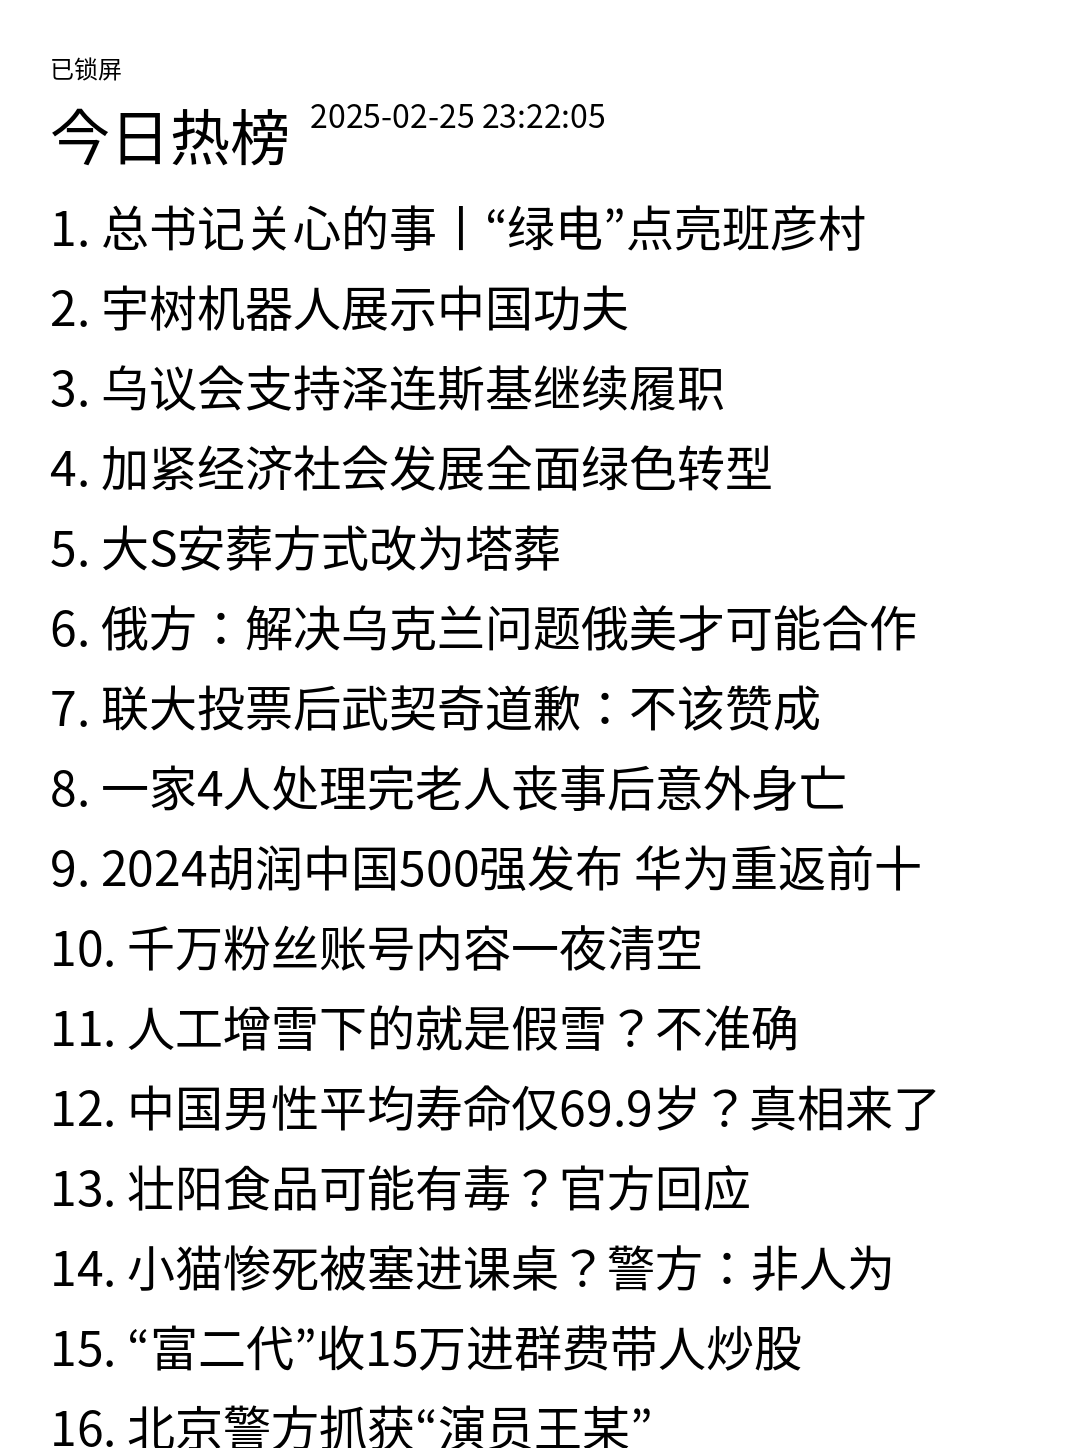 已锁屏
今日热榜 2025-02-25 23:22:05
1. 总书记关心的事丨“绿电”点亮班彦村
2. 宇树机器人展示中国功夫
3. 乌议会支持泽连斯基继续履职
4. 加紧经济社会发展全面绿色转型
5. 大S安葬方式改为塔葬
6. 俄方：解决乌克兰问题俄美才可能合作
7. 联大投票后武契奇道歉：不该赞成
8. 一家4人处理完老人丧事后意外身亡
9. 2024胡润中国500强发布 华为重返前十
10. 千万粉丝账号内容一夜清空
11. 人工增雪下的就是假雪？不准确
12. 中国男性平均寿命仅69.9岁？真相来了
13. 壮阳食品可能有毒？官方回应
14. 小猫惨死被塞进课桌？警方：非人为
15. “富二代”收15万进群费带人炒股
16. 北京警方抓获“演员王某”